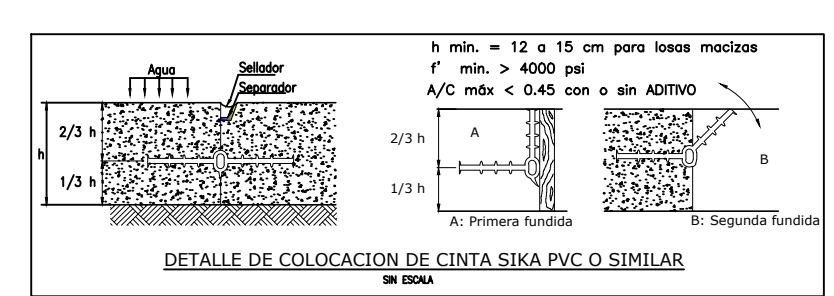 h min. = 12 a 15 cm para losas macizas
f' min. > 4000 psi
A/C máx < 0.45 con o sin ADITIVO
Agua
Sellador
Separador
2/3 h
h
1/3 h
2/3 h
A
1/3 h
B
A: Primera fundida
B: Segunda fundida
DETALLE DE COLOCACION DE CINTA SIKA PVC O SIMILAR
SIN ESCALA